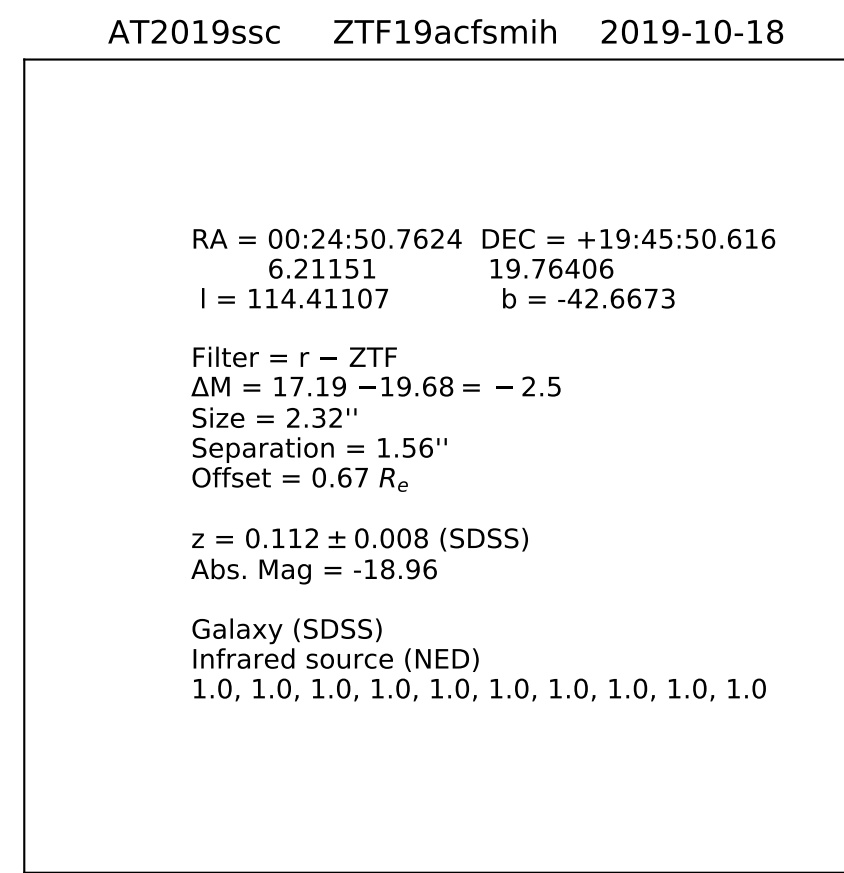 AT2019ssc ZTF19acfsmih 2019-10-18
RA = 00:24:50.7624 DEC = +19:45:50.616
6.21151 19.76406
l = 114.41107 b = -42.6673
Filter = r − ZTF
ΔM = 17.19 −19.68 = − 2.5
Size = 2.32''
Separation = 1.56''
Offset = 0.67 Rₑ
z = 0.112 ± 0.008 (SDSS)
Abs. Mag = -18.96
Galaxy (SDSS)
Infrared source (NED)
1.0, 1.0, 1.0, 1.0, 1.0, 1.0, 1.0, 1.0, 1.0, 1.0